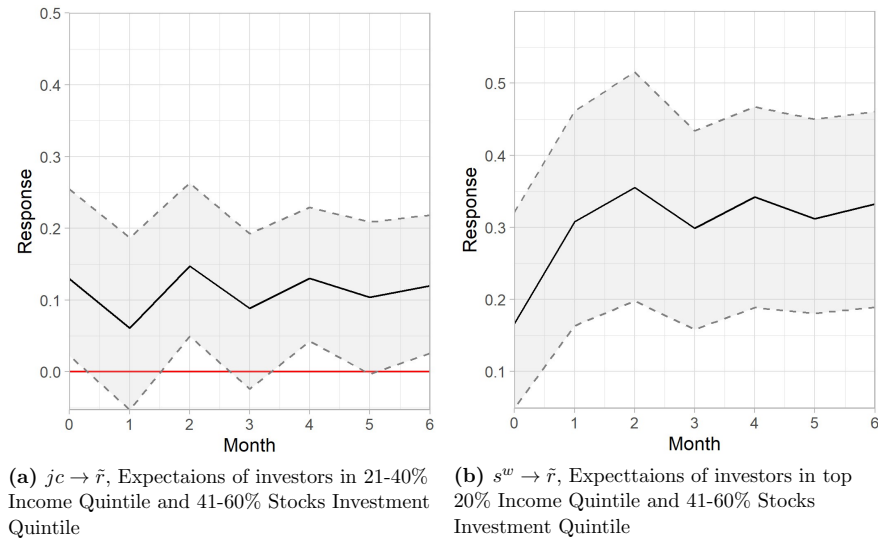 0.5
0.4
0.3
0.2
0.1
0.0
Response
0 1 2 3 4 5 6
Month
(a) jc → r̃, Expectaions of investors in 21-40%
Income Quintile and 41-60% Stocks Investment
Quintile
0.5
0.4
0.3
0.2
0.1
Response
0 1 2 3 4 5 6
Month
(b) sʷ → r̃, Expecttaions of investors in top
20% Income Quintile and 41-60% Stocks
Investment Quintile